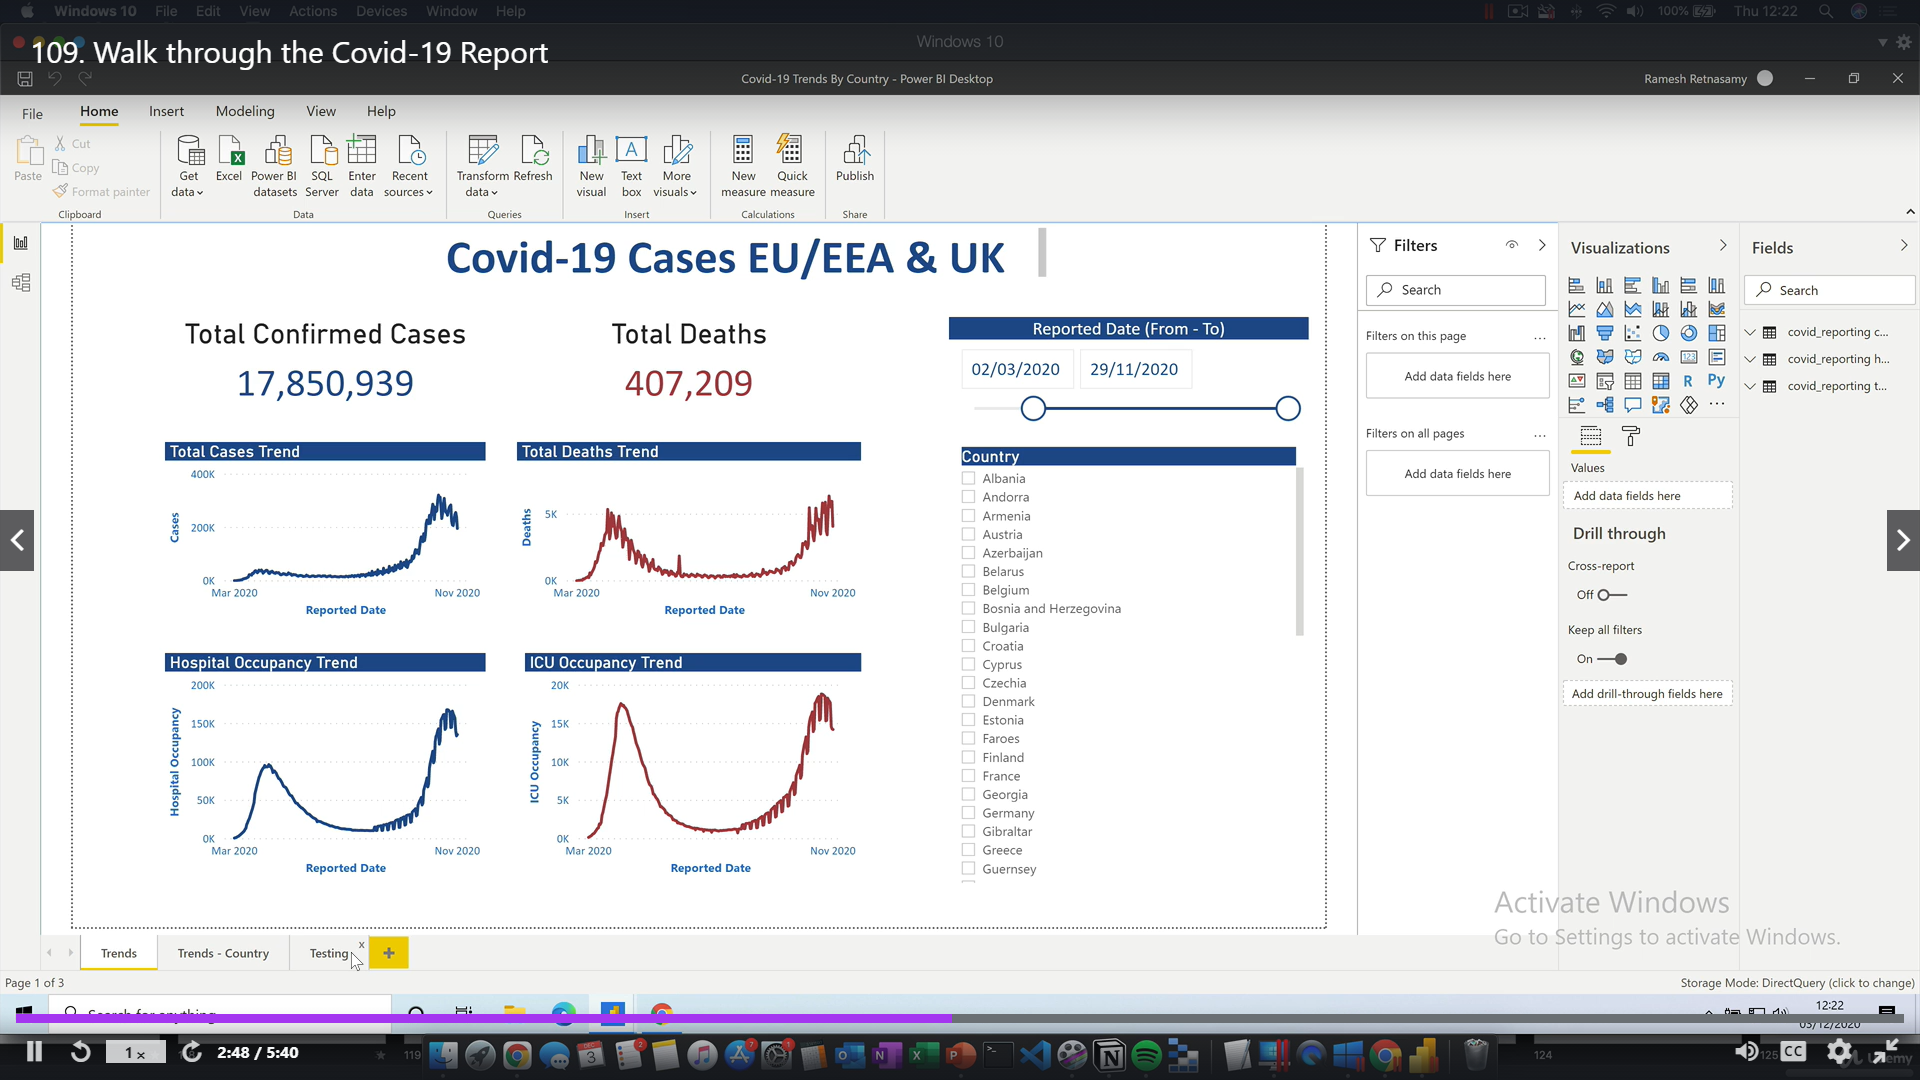 Windows 10 File Edit View Actions Devices Window Help 100% Thu 12:22
Windows 10
109. Walk through the Covid-19 Report
Covid-19 Trends By Country - Power BI Desktop
Ramesh Retnasamy
File Home Insert View Help
Paste Cut Copy Format painter
Get data Excel Power BI datasets SQL Server Enter data Recent sources
Transform data Refresh
New visual Text box More visuals
New measure Quick measure
Publish
Clipboard Data Queries Insert Calculations Share
Covid-19 Cases EU/EEA & UK
Total Confirmed Cases
17,850,939
Total Deaths
407,209
Reported Date (From - To)
02/03/2020 29/11/2020
Total Cases Trend
400K
200K
0K
Cases
Mar 2020 Nov 2020
Reported Date
Total Deaths Trend
5K
0K
Deaths
Mar 2020 Nov 2020
Reported Date
Hospital Occupancy Trend
200K
150K
100K
50K
0K
Hospital Occupancy
Mar 2020 Nov 2020
Reported Date
ICU Occupancy Trend
20K
15K
10K
5K
0K
ICU Occupancy
Mar 2020 Nov 2020
Reported Date
Country
Albania
Andorra
Armenia
Austria
Azerbaijan
Belarus
Belgium
Bosnia and Herzegovina
Bulgaria
Croatia
Cyprus
Czechia
Denmark
Estonia
Faroes
Finland
France
Georgia
Germany
Gibraltar
Greece
Guernsey
Filters
Search
Filters on this page ...
Add data fields here
Filters on all pages ...
Add data fields here
Visualizations
R Py
Values
Add data fields here
Drill through
Cross-report
Off
Keep all filters
On
Add drill-through fields here
Fields
Search
covid_reporting c...
covid_reporting h...
covid_reporting t...
Activate Windows
Go to Settings to activate Windows.
Trends Trends - Country Testing x +
Page 1 of 3
Storage Mode: DirectQuery (click to change)
12:22
03/12/2020
1 x 2:48 / 5:40
119 124 125
CC